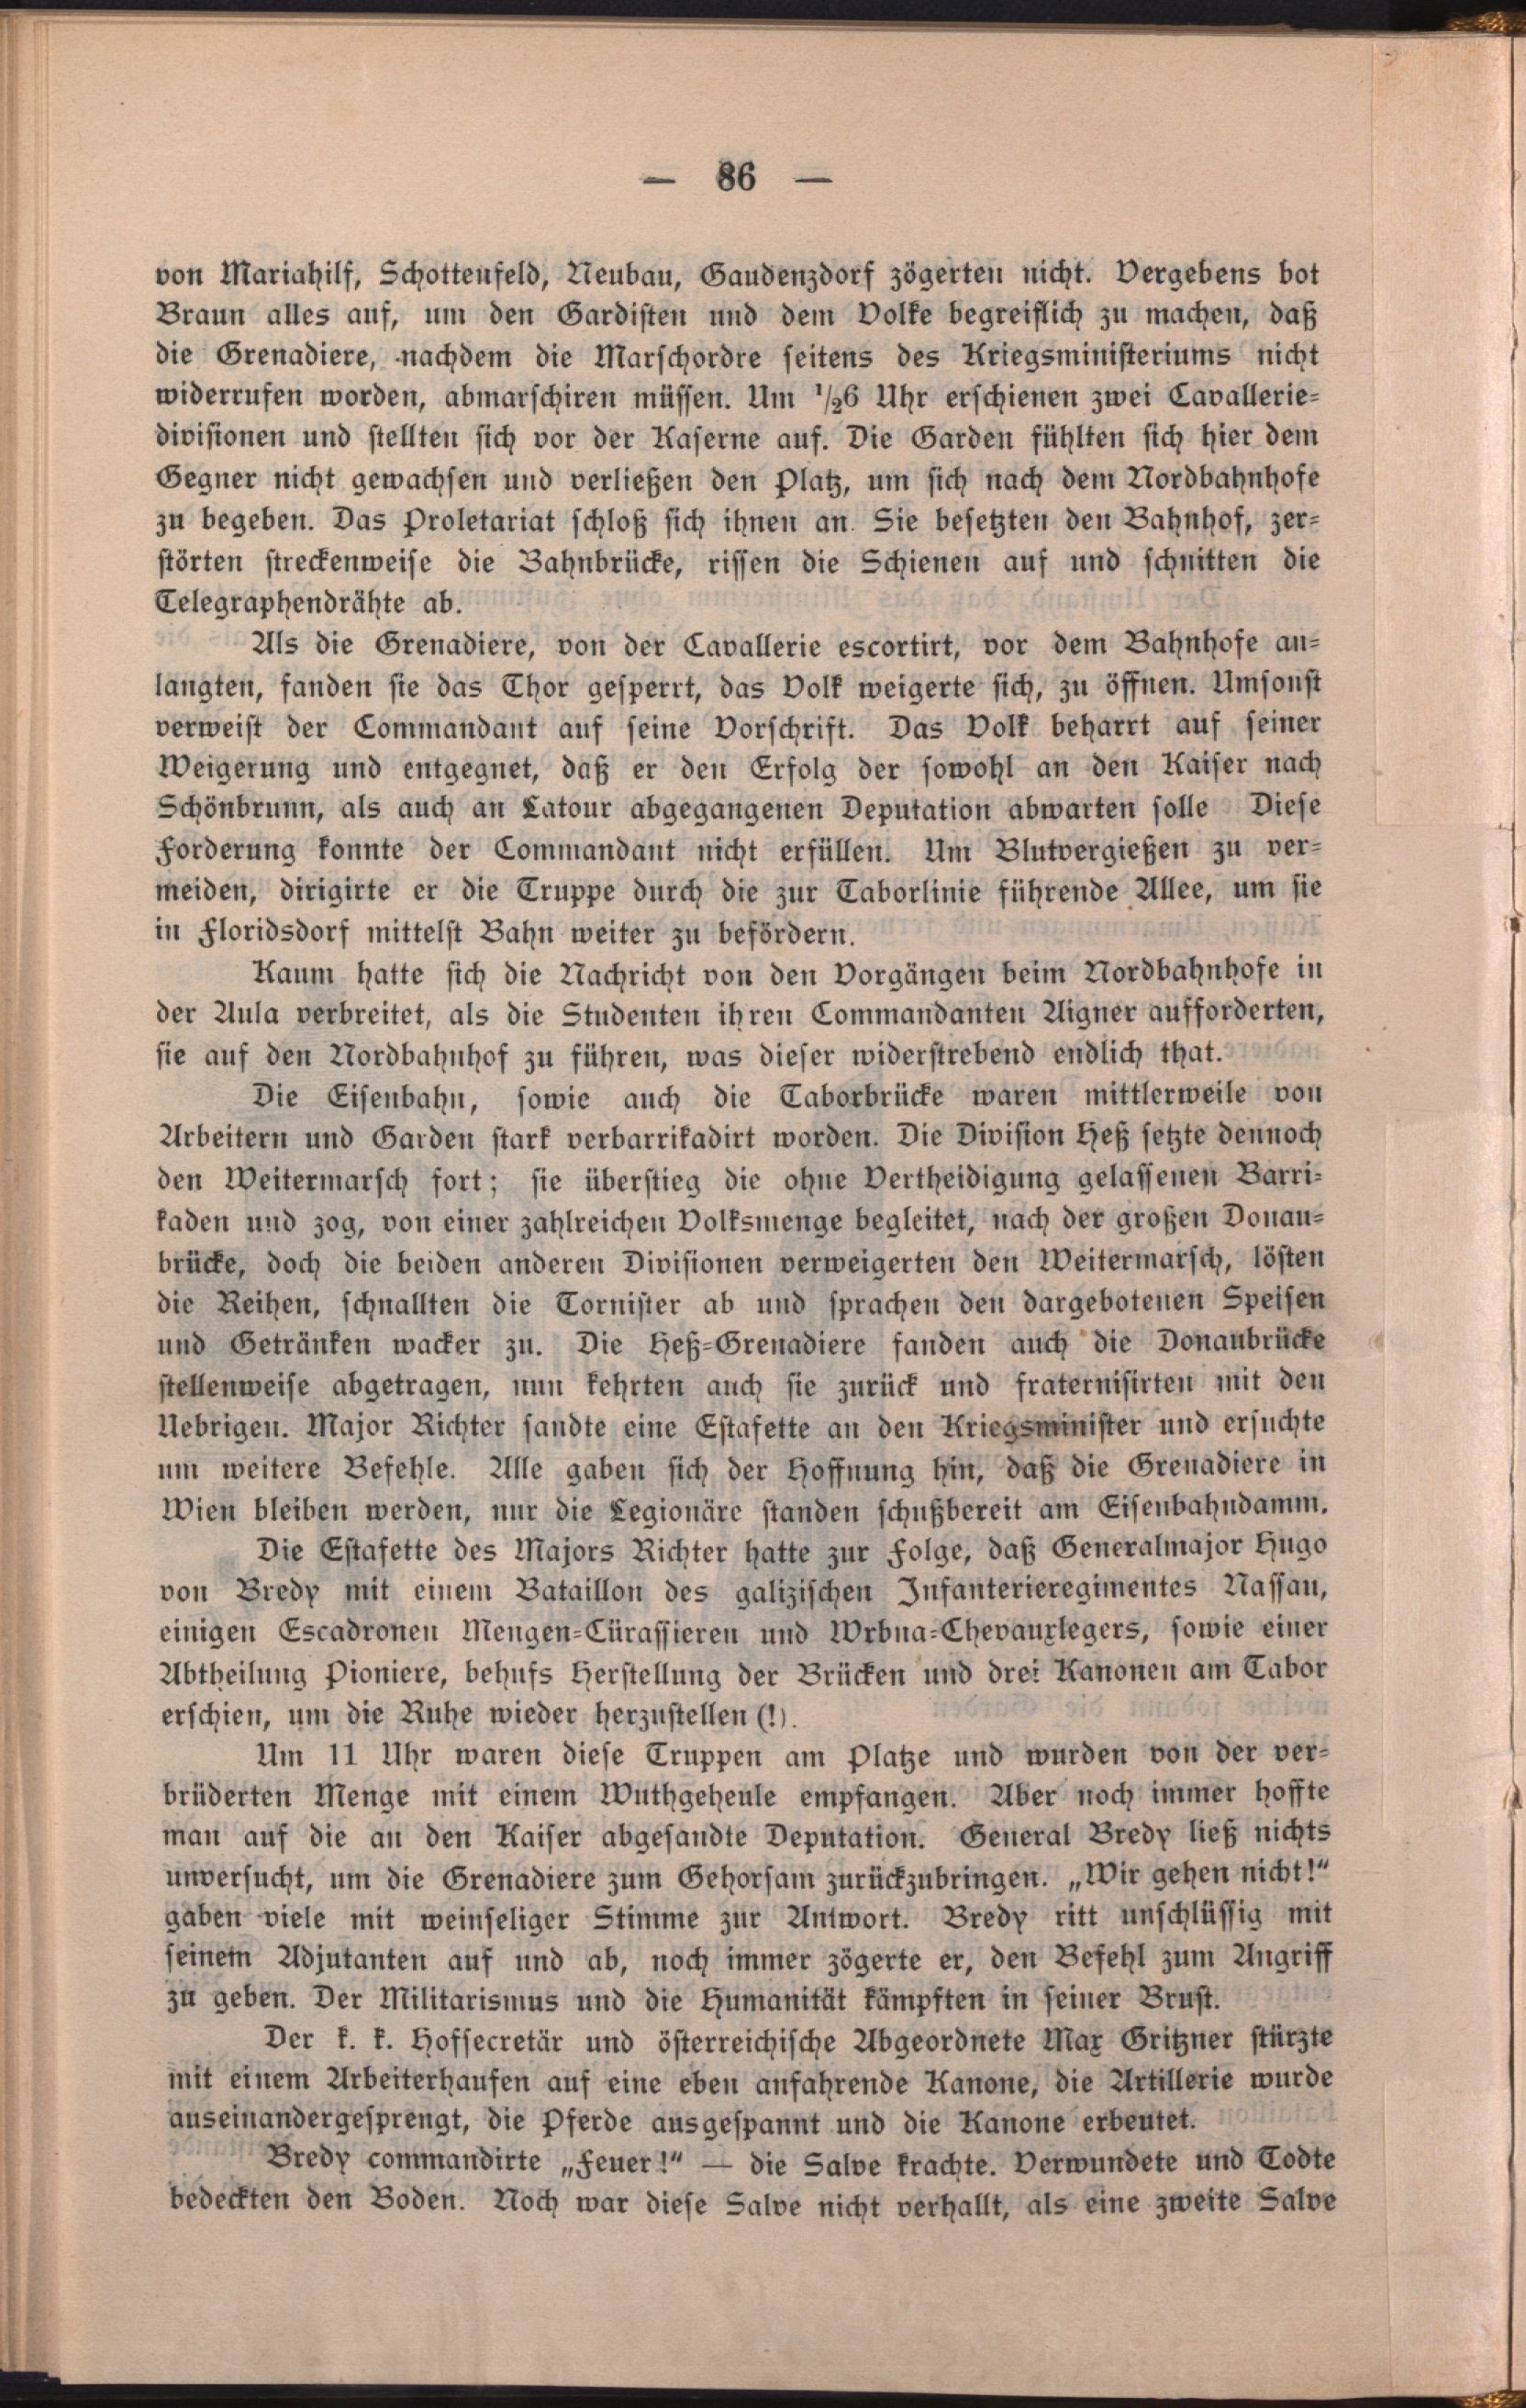 — 86 —
von Mariahilf, Schottenfeld, Neubau, Gaudenzdorf zögerten nicht. Vergebens bot
Braun alles auf, um den Gardisten und dem Volke begreiflich zu machen, daß
die Grenadiere, nachdem die Marschordre seitens des Kriegsministeriums nicht
widerrufen worden, abmarschiren müssen. Um ½6 Uhr erschienen zwei Cavallerie-
divisionen und stellten sich vor der Kaserne auf. Die Garden fühlten sich hier dem
Gegner nicht gewachsen und verließen den Platz, um sich nach dem Nordbahnhofe
zu begeben. Das Proletariat schloß sich ihnen an. Sie besetzten den Bahnhof, zer-
störten streckenweise die Bahnbrücke, rissen die Schienen auf und schnitten die
Telegraphendrähte ab.
Als die Grenadiere, von der Cavallerie escortirt, vor dem Bahnhofe an-
langten, fanden sie das Thor gesperrt, das Volk weigerte sich, zu öffnen. Umsonst
verweist der Commandant auf seine Vorschrift. Das Volk beharrt auf seiner
Weigerung und entgegnet, daß er den Erfolg der sowohl an den Kaiser nach
Schönbrunn, als auch an Latour abgegangenen Deputation abwarten solle Diese
Forderung konnte der Commandant nicht erfüllen. Um Blutvergießen zu ver-
meiden, dirigirte er die Truppe durch die zur Taborlinie führende Allee, um sie
in Floridsdorf mittelst Bahn weiter zu befördern.
Kaum hatte sich die Nachricht von den Vorgängen beim Nordbahnhofe in
der Aula verbreitet, als die Studenten ihren Commandanten Aigner aufforderten,
sie auf den Nordbahnhof zu führen, was dieser widerstrebend endlich that.
Die Eisenbahn, sowie auch die Taborbrücke waren mittlerweile von
Arbeitern und Garden stark verbarrikadirt worden. Die Division Heß setzte dennoch
den Weitermarsch fort; sie überstieg die ohne Vertheidigung gelassenen Barri-
kaden und zog, von einer zahlreichen Volksmenge begleitet, nach der großen Donau-
brücke, doch die beiden anderen Divisionen verweigerten den Weitermarsch, lösten
die Reihen, schnallten die Tornister ab und sprachen den dargebotenen Speisen
und Getränken wacker zu. Die Heß-Grenadiere fanden auch die Donaubrücke
stellenweise abgetragen, nun kehrten auch sie zurück und fraternisirten mit den
Uebrigen. Major Richter sandte eine Estafette an den Kriegsminister und ersuchte
um weitere Befehle. Alle gaben sich der Hoffnung hin, daß die Grenadiere in
Wien bleiben werden, nur die Legionäre standen schußbereit am Eisenbahndamm.
Die Estafette des Majors Richter hatte zur Folge, daß Generalmajor Hugo
von Bredy mit einem Bataillon des galizischen Infanterieregimentes Nassau,
einigen Escadronen Mengen-Cürassieren und Wrbna-Chevauxlegers, sowie einer
Abtheilung Pioniere, behufs Herstellung der Brücken und drei Kanonen am Tabor
erschien, um die Ruhe wieder herzustellen (!).
Um 11 Uhr waren diese Truppen am Platze und wurden von der ver-
brüderten Menge mit einem Wuthgeheule empfangen. Aber noch immer hoffte
man auf die an den Kaiser abgesandte Deputation. General Bredy ließ nichts
unversucht, um die Grenadiere zum Gehorsam zurückzubringen. „Wir gehen nicht!“
gaben viele mit weinseliger Stimme zur Antwort. Bredy ritt unschlüssig mit
seinem Adjutanten auf und ab, noch immer zögerte er, den Befehl zum Angriff
zu geben. Der Militarismus und die Humanität kämpften in seiner Brust.
Der k. k. Hofsecretär und österreichische Abgeordnete Max Gritzner stürzte
mit einem Arbeiterhaufen auf eine eben anfahrende Kanone, die Artillerie wurde
auseinandergesprengt, die Pferde ausgespannt und die Kanone erbeutet.
Bredy commandirte „Feuer!“ — die Salve krachte. Verwundete und Todte
bedeckten den Boden. Noch war diese Salve nicht verhallt, als eine zweite Salve